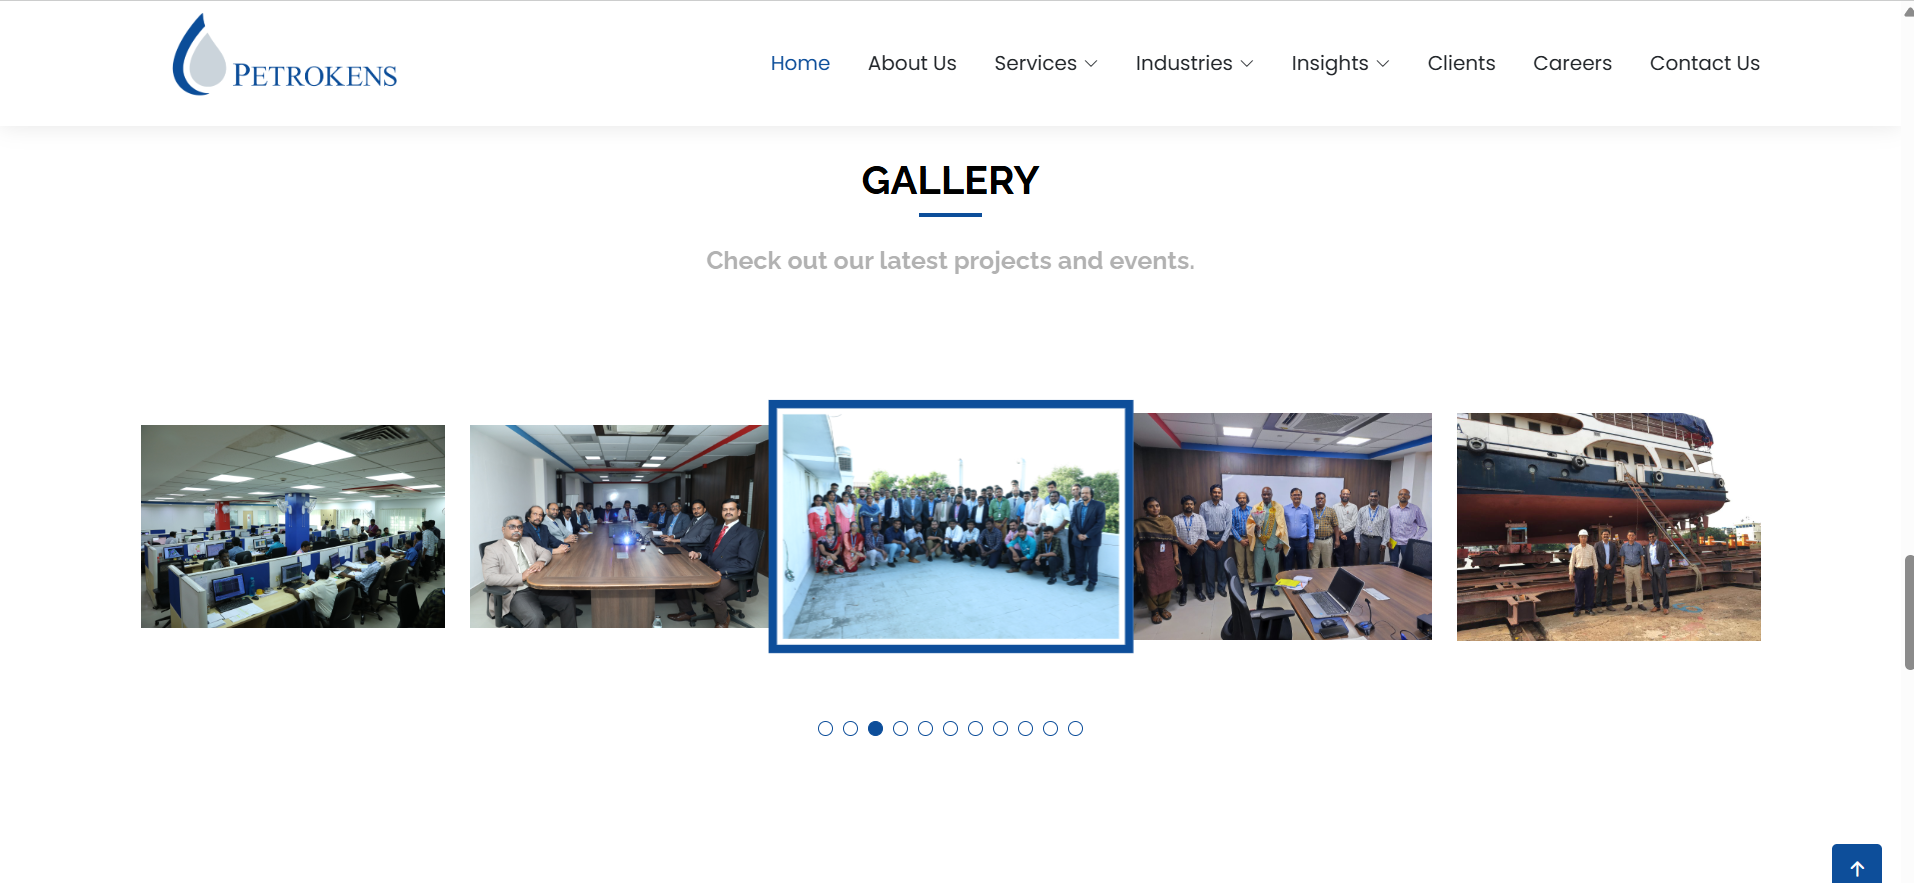 PETROKENS
Home About Us Services Industries Insights Clients Careers Contact Us
GALLERY
Check out our latest projects and events.